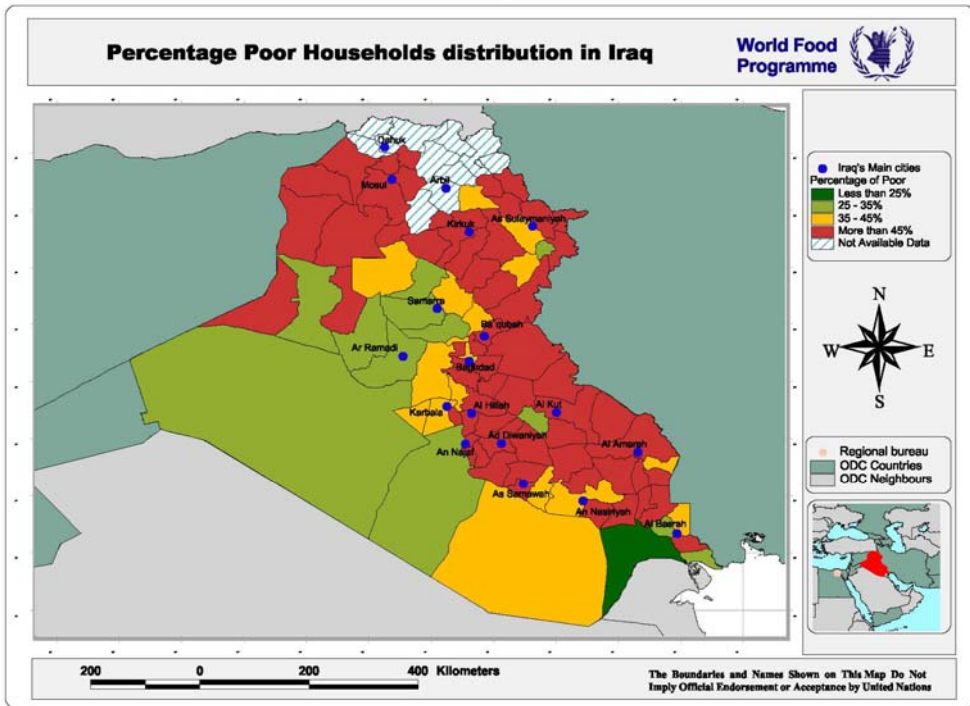 Percentage Poor Households distribution in Iraq
World Food
Programme
Dahuk
Mosul
Arbil
Kirkuk
As Suleymaniyah
Samarra
Ba`qubah
Ar Ramadi
Baghdad
Karbala
Al Hillah
Al Kut
An Najaf
Ad Diwaniyah
Al Amarah
As Samawah
An Nasiriyah
Al Basrah
Iraq's Main cities
Percentage of Poor
Less than 25%
25 - 35%
35 - 45%
More than 45%
Not Available Data
N
W
E
S
Regional bureau
ODC Countries
ODC Neighbours
200 0 200 400 Kilometers
The Boundaries and Names Shown on This Map Do Not
Imply Official Endorsement or Acceptance by United Nations